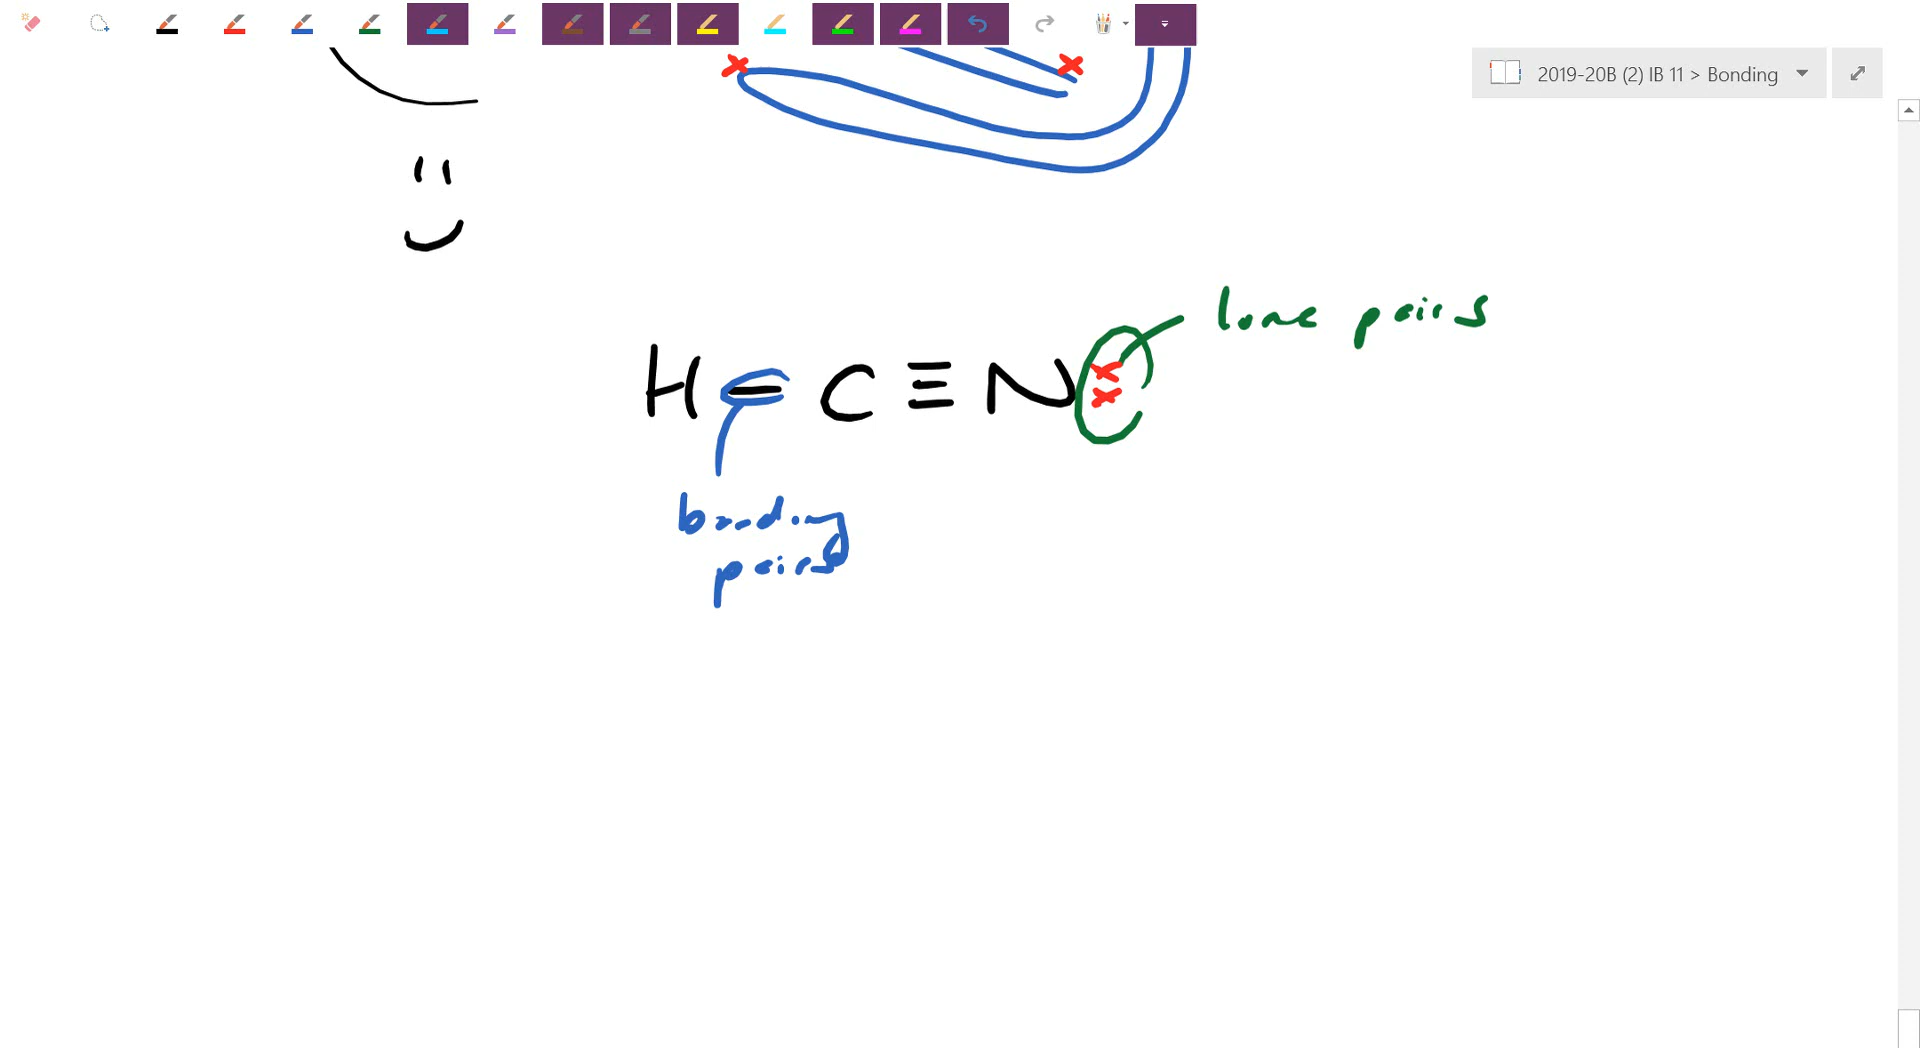 2019-20B (2) IB 11 > Bonding
lone pairs
H - C ≡ N
bonding
pairs